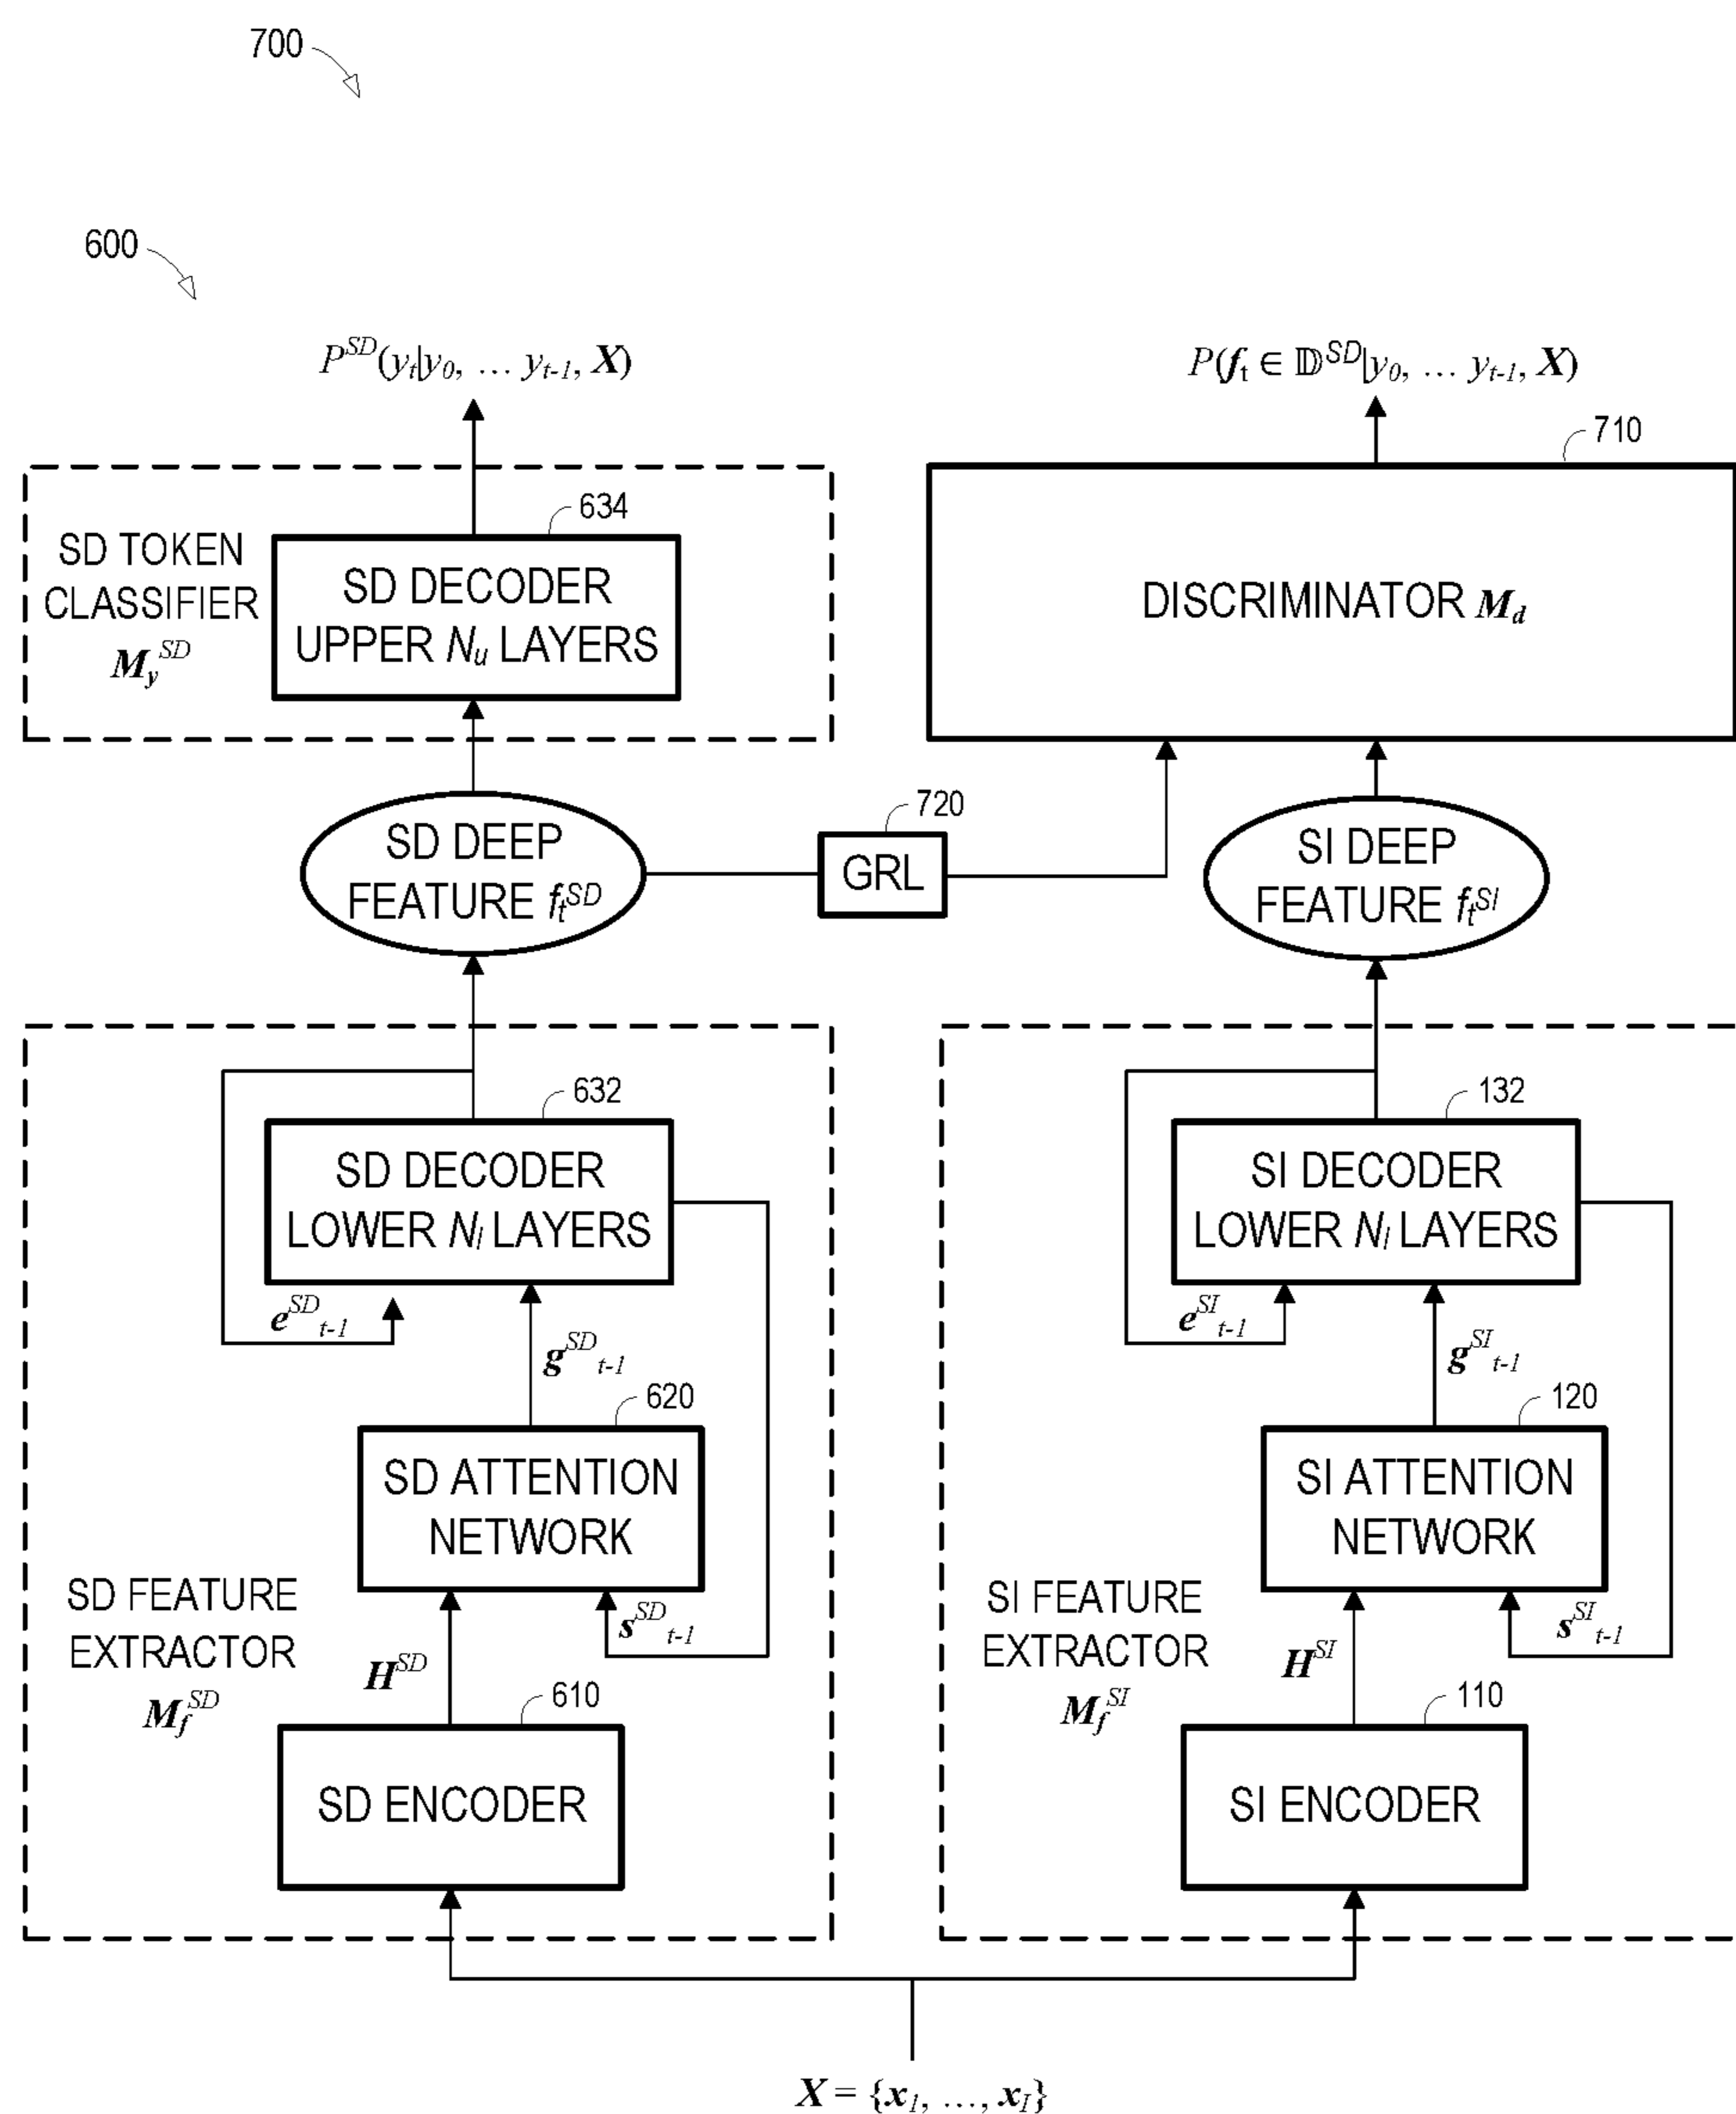 700
600
P^SD(y_t|y_0, … y_t-1, X)
P(f_t ∈ 𝔻^SD|y_0, … y_t-1, X)
710
634
SD TOKEN
CLASSIFIER
M_y^SD
SD DECODER
UPPER N_u LAYERS
DISCRIMINATOR M_d
720
SD DEEP
FEATURE f_t^SD
GRL
SI DEEP
FEATURE f_t^SI
632
132
SD DECODER
LOWER N_l LAYERS
SI DECODER
LOWER N_l LAYERS
e^SD_t-1
e^SI_t-1
g^SD_t-1
g^SI_t-1
620
120
SD ATTENTION
NETWORK
SI ATTENTION
NETWORK
SD FEATURE
EXTRACTOR
M_f^SD
s^SD_t-1
H^SD
SI FEATURE
EXTRACTOR
M_f^SI
s^SI_t-1
H^SI
610
110
SD ENCODER
SI ENCODER
X = {x_1, …, x_I}